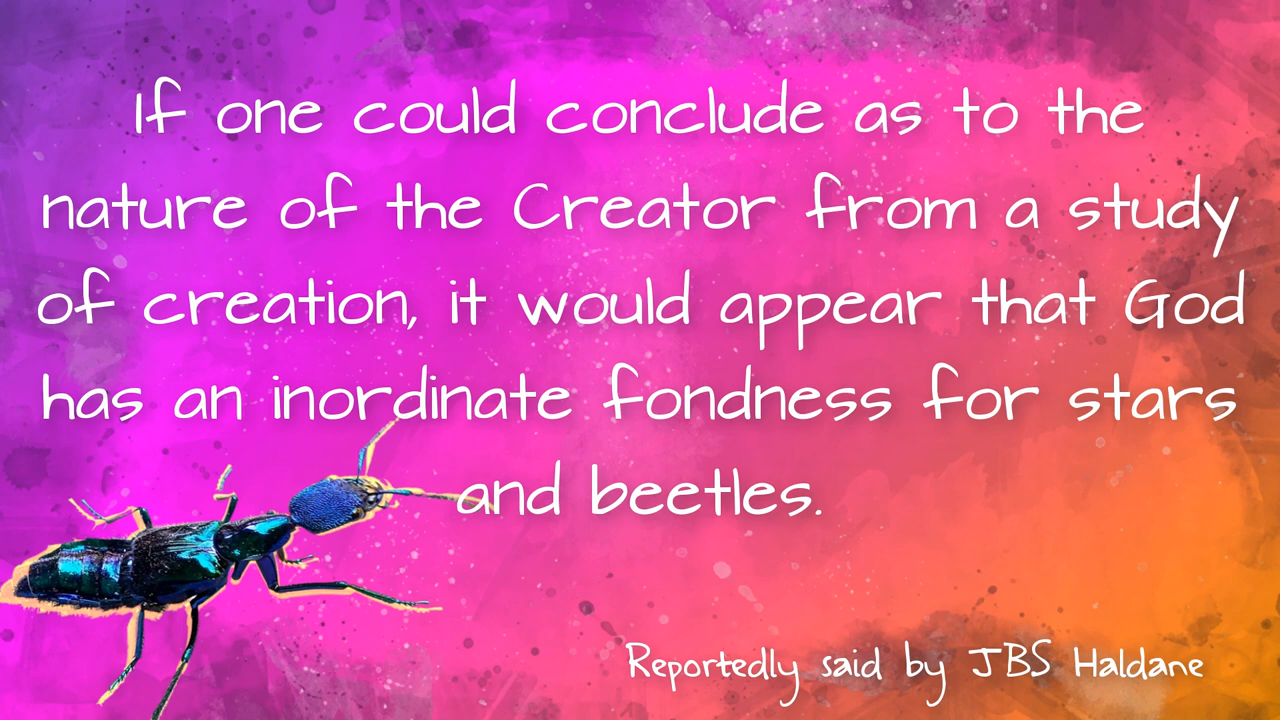 If one could conclude as to the
nature of the Creator from a study
of creation, it would appear that God
has an inordinate fondness for stars
and beetles.
Reportedly said by JBS Haldane